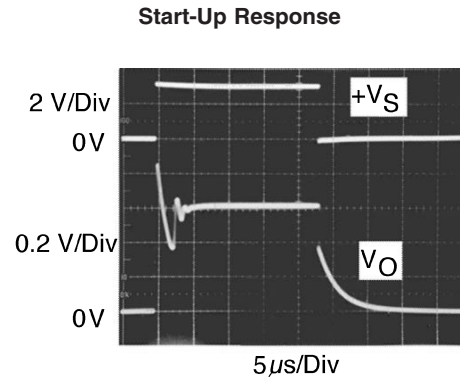 Start-Up Response
+VS
2 V/Div
0V
0.2 V/Div
VO
0V
5µs/Div